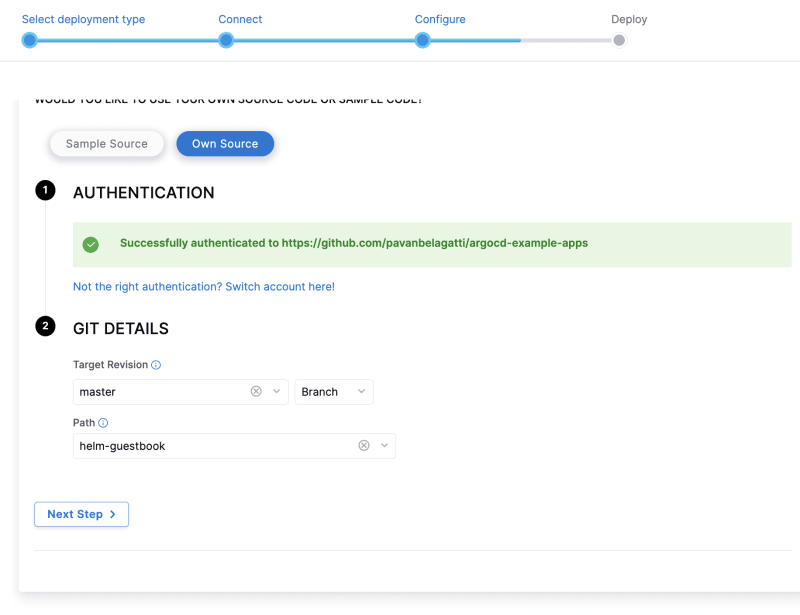 Select deployment type
Connect
Configure
Deploy
WOULD YOU LIKE TO USE YOUR OWN SOURCE CODE OR SAMPLE CODE?
Sample Source
Own Source
1
AUTHENTICATION
Successfully authenticated to https://github.com/pavanbelagatti/argocd-example-apps
Not the right authentication? Switch account here!
2
GIT DETAILS
Target Revision
master
Branch
Path
helm-guestbook
Next Step